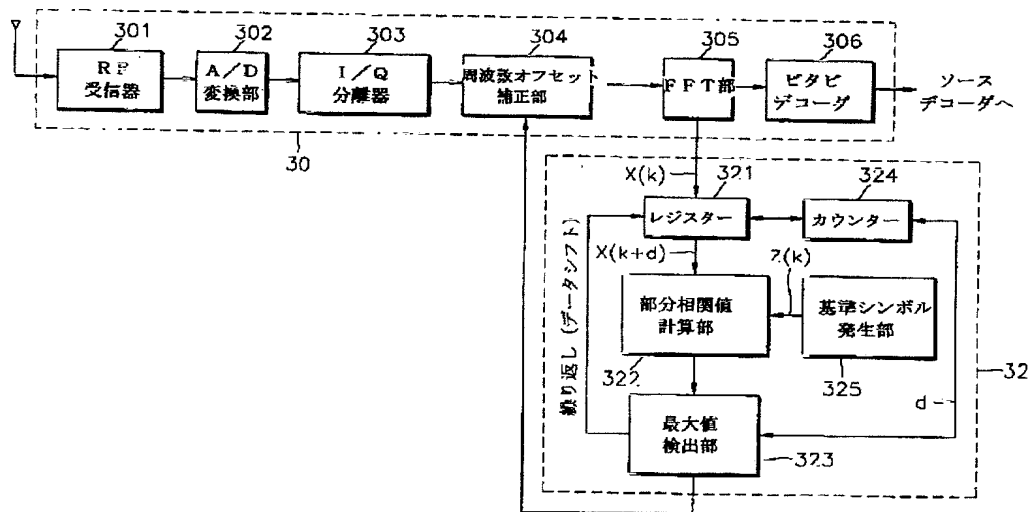 301
302
303
304
305
306
RF
受信器
A/D
変換部
I/Q
分離器
周波数オフセット
補正部
FFT部
ビタビ
デコーダ
ソース
デコーダへ
30
X(k)
321
324
レジスター
カウンター
X(k+d)
Z(k)
繰り返し(データシフト)
部分相関値
計算部
基準シンボル
発生部
322
325
32
d
最大値
検出部
323